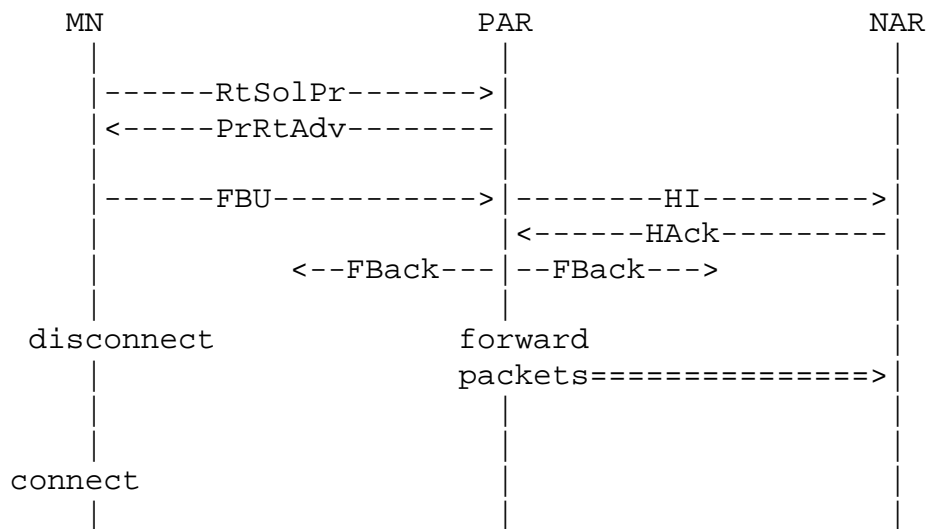 MN PAR NAR
| | |
|------RtSolPr------->| |
|<-----PrRtAdv--------| |
| | |
|------FBU----------->|--------HI--------->|
| |<------HAck---------|
| <--FBack---|--FBack---> |
| | |
disconnect forward |
| packets===============>|
| | |
| | |
connect | |
| | |